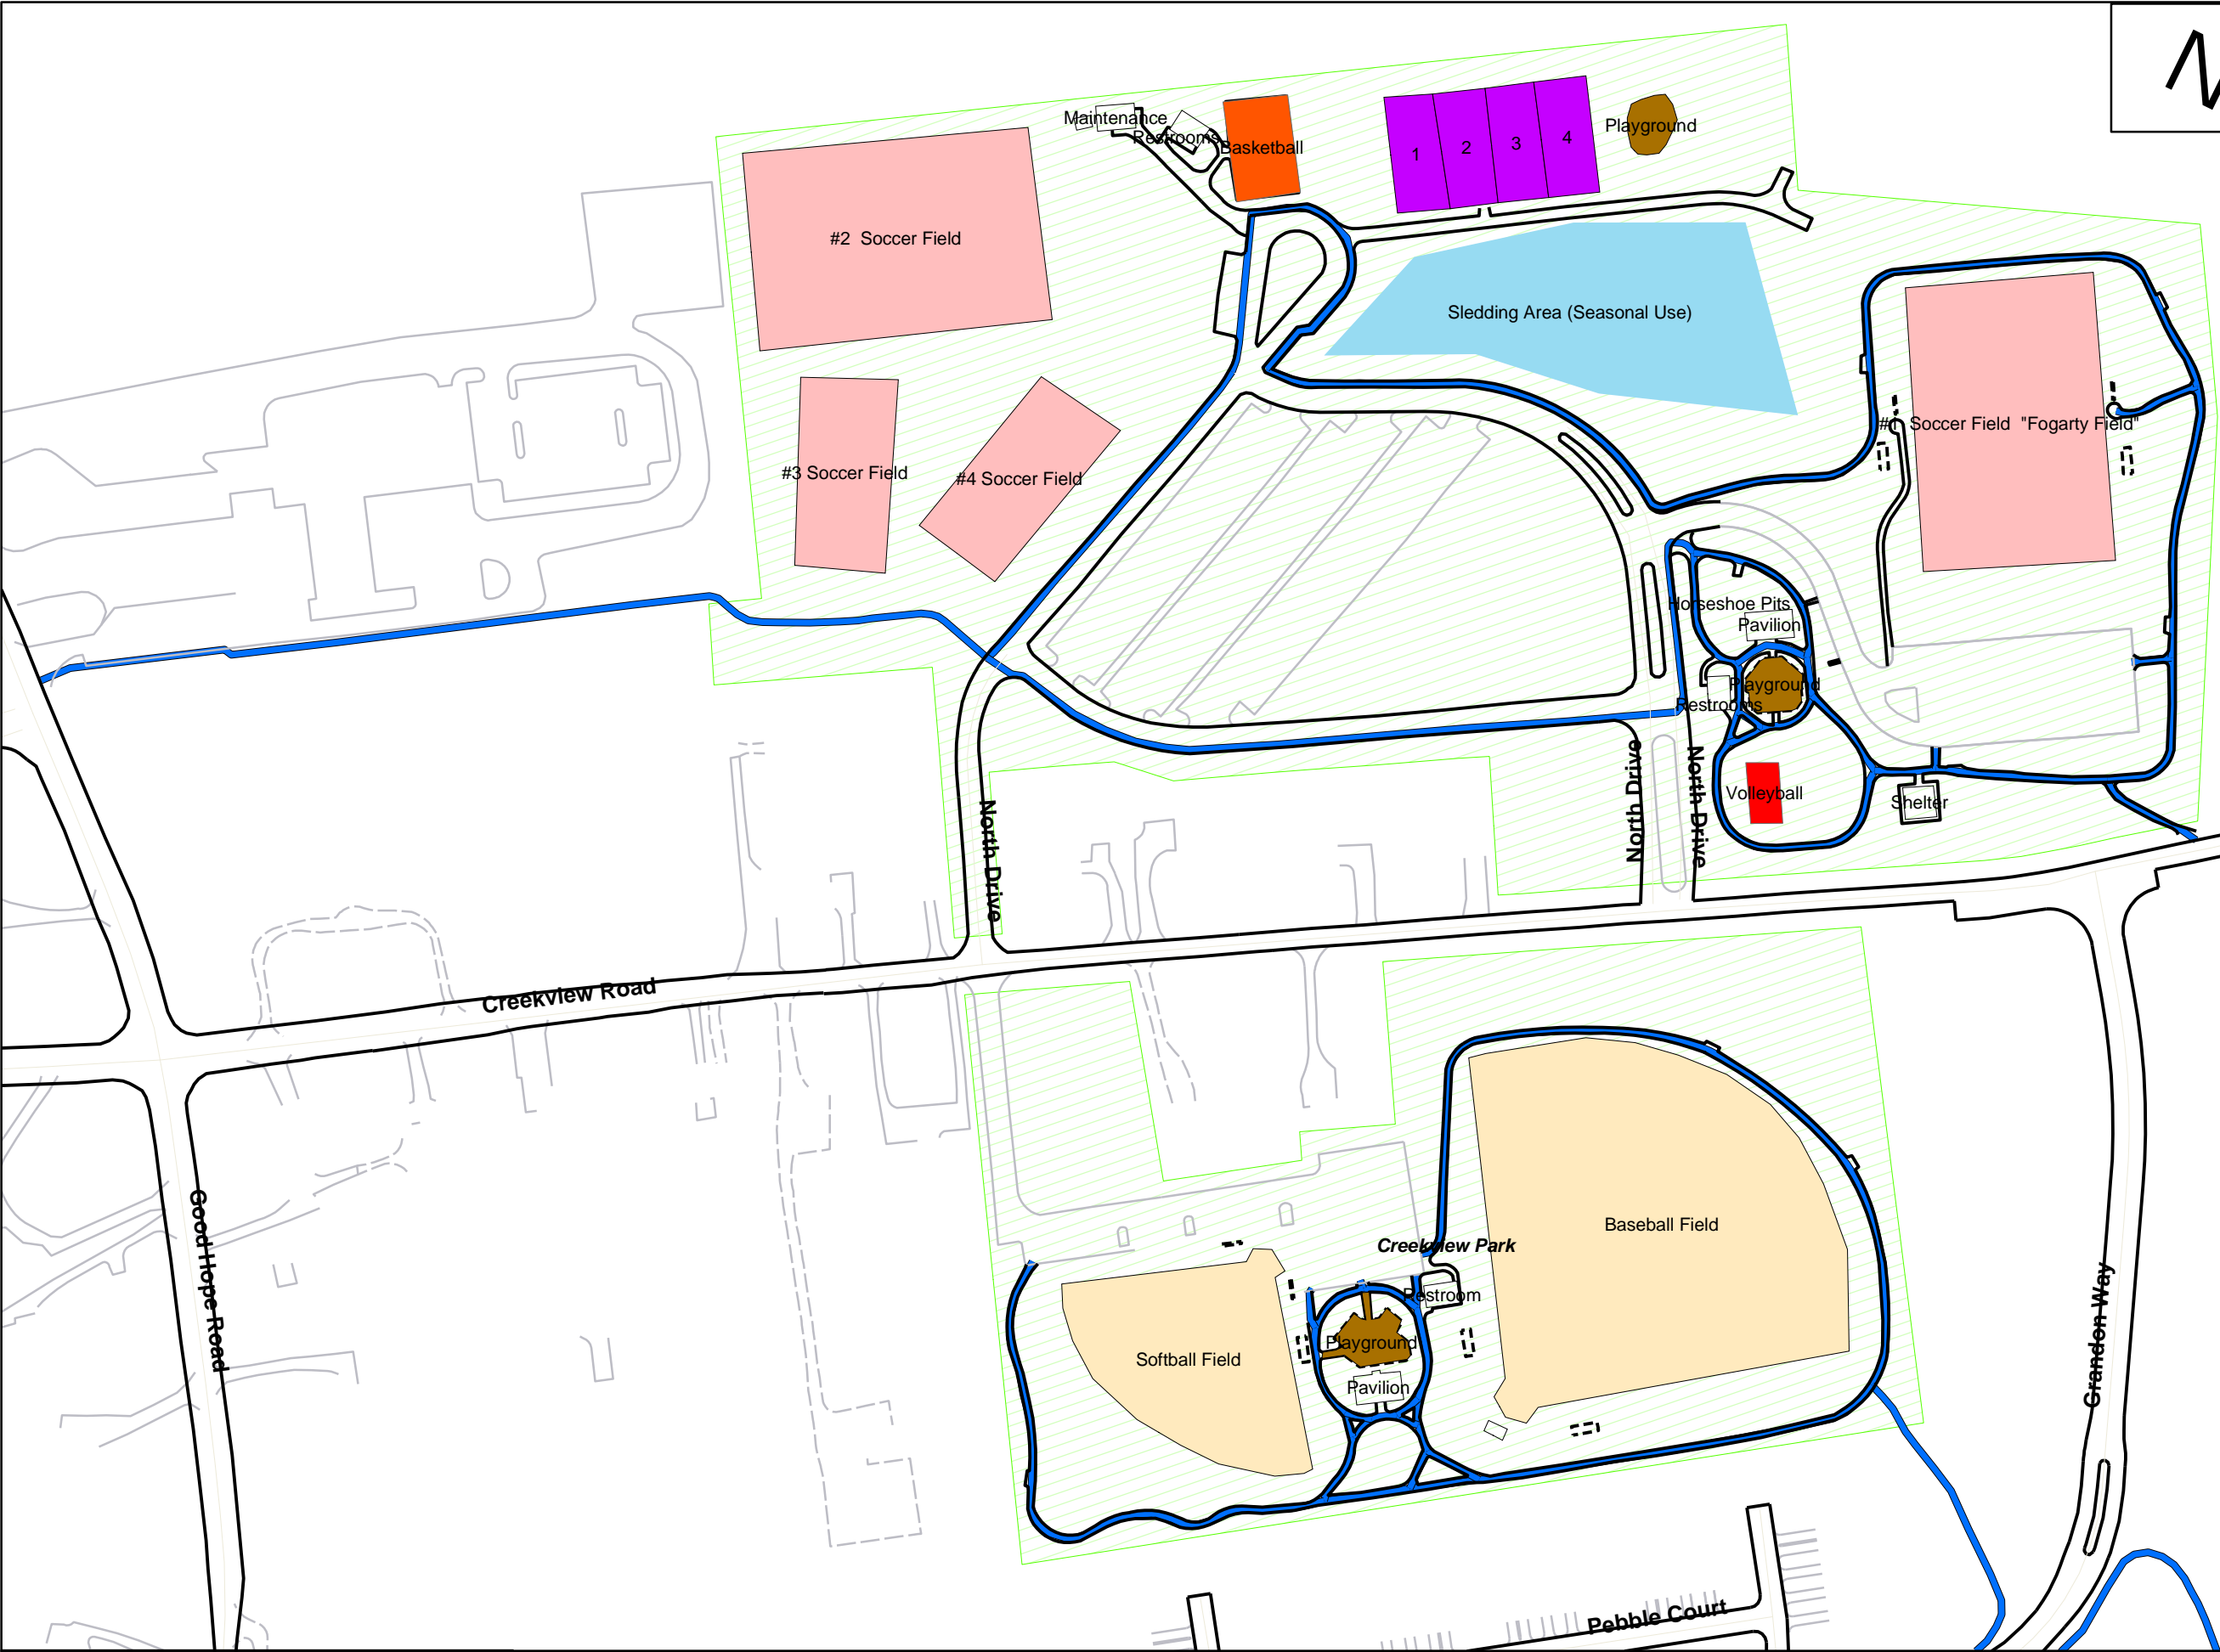 N
Maintenance
Restrooms
Basketball
1
2
3
4
Playground
#2 Soccer Field
Sledding Area (Seasonal Use)
#1 Soccer Field "Fogarty Field"
#3 Soccer Field
#4 Soccer Field
Horseshoe Pits
Pavilion
Playground
Restrooms
Volleyball
Shelter
North Drive
North Drive
North Drive
Creekview Road
Good Hope Road
Creekview Park
Baseball Field
Restroom
Playground
Softball Field
Pavilion
Grandon Way
Pebble Court